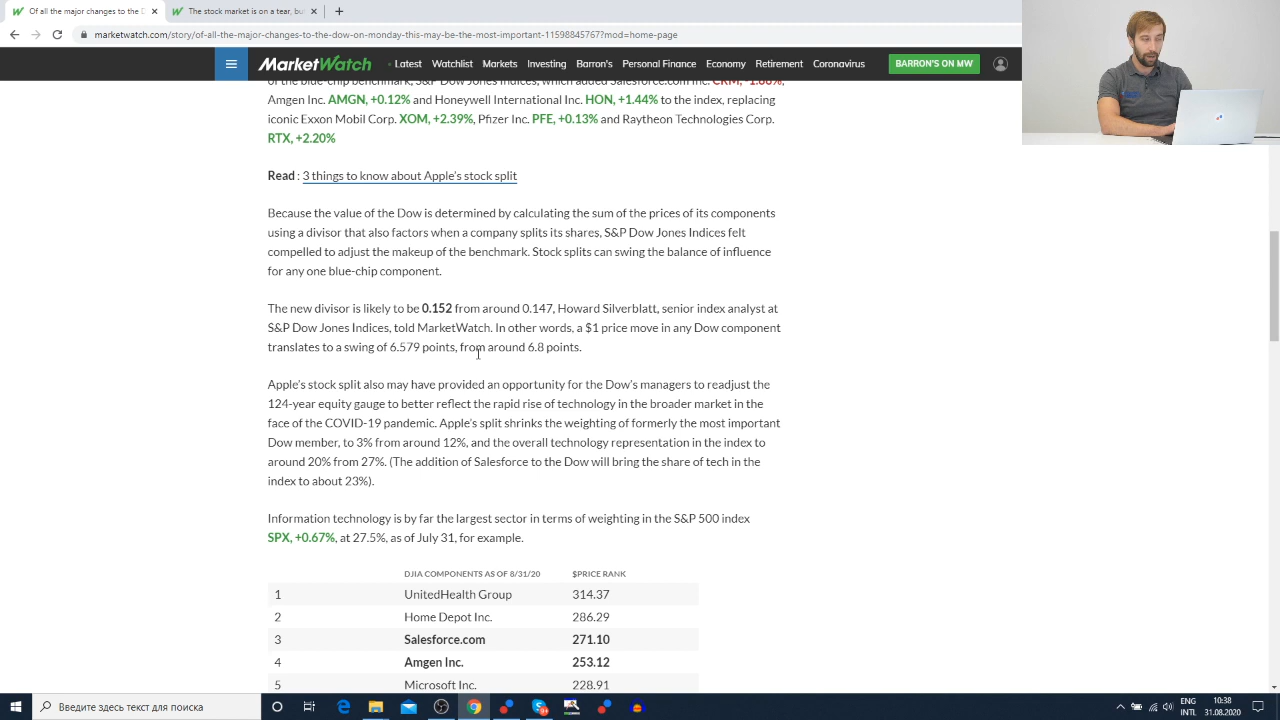 Of all the major changes to the D
The stock market is on a tear, bu
marketwatch.com/story/of-all-the-major-changes-to-the-dow-on-monday-this-may-be-the-most-important-11598845767?mod=home-page
MarketWatch
Latest Watchlist Markets Investing Barron's Personal Finance Economy Retirement Coronavirus
BARRON'S ON MW
of the blue-chip benchmark, S&P Dow Jones Indices, which added Salesforce.com Inc. CRM, -1.88%,
Amgen Inc. AMGN, +0.12% and Honeywell International Inc. HON, +1.44% to the index, replacing
iconic Exxon Mobil Corp. XOM, +2.39%, Pfizer Inc. PFE, +0.13% and Raytheon Technologies Corp.
RTX, +2.20%
Read : 3 things to know about Apple's stock split
Because the value of the Dow is determined by calculating the sum of the prices of its components
using a divisor that also factors when a company splits its shares, S&P Dow Jones Indices felt
compelled to adjust the makeup of the benchmark. Stock splits can swing the balance of influence
for any one blue-chip component.
The new divisor is likely to be 0.152 from around 0.147, Howard Silverblatt, senior index analyst at
S&P Dow Jones Indices, told MarketWatch. In other words, a $1 price move in any Dow component
translates to a swing of 6.579 points, from around 6.8 points.
Apple's stock split also may have provided an opportunity for the Dow's managers to readjust the
124-year equity gauge to better reflect the rapid rise of technology in the broader market in the
face of the COVID-19 pandemic. Apple's split shrinks the weighting of formerly the most important
Dow member, to 3% from around 12%, and the overall technology representation in the index to
around 20% from 27%. (The addition of Salesforce to the Dow will bring the share of tech in the
index to about 23%).
Information technology is by far the largest sector in terms of weighting in the S&P 500 index
SPX, +0.67%, at 27.5%, as of July 31, for example.
DJIA COMPONENTS AS OF 8/31/20 $PRICE RANK
1 UnitedHealth Group 314.37
2 Home Depot Inc. 286.29
3 Salesforce.com 271.10
4 Amgen Inc. 253.12
5 Microsoft Inc. 228.91
Введите здесь текст для поиска
ENG 10:38
INTL 31.08.2020